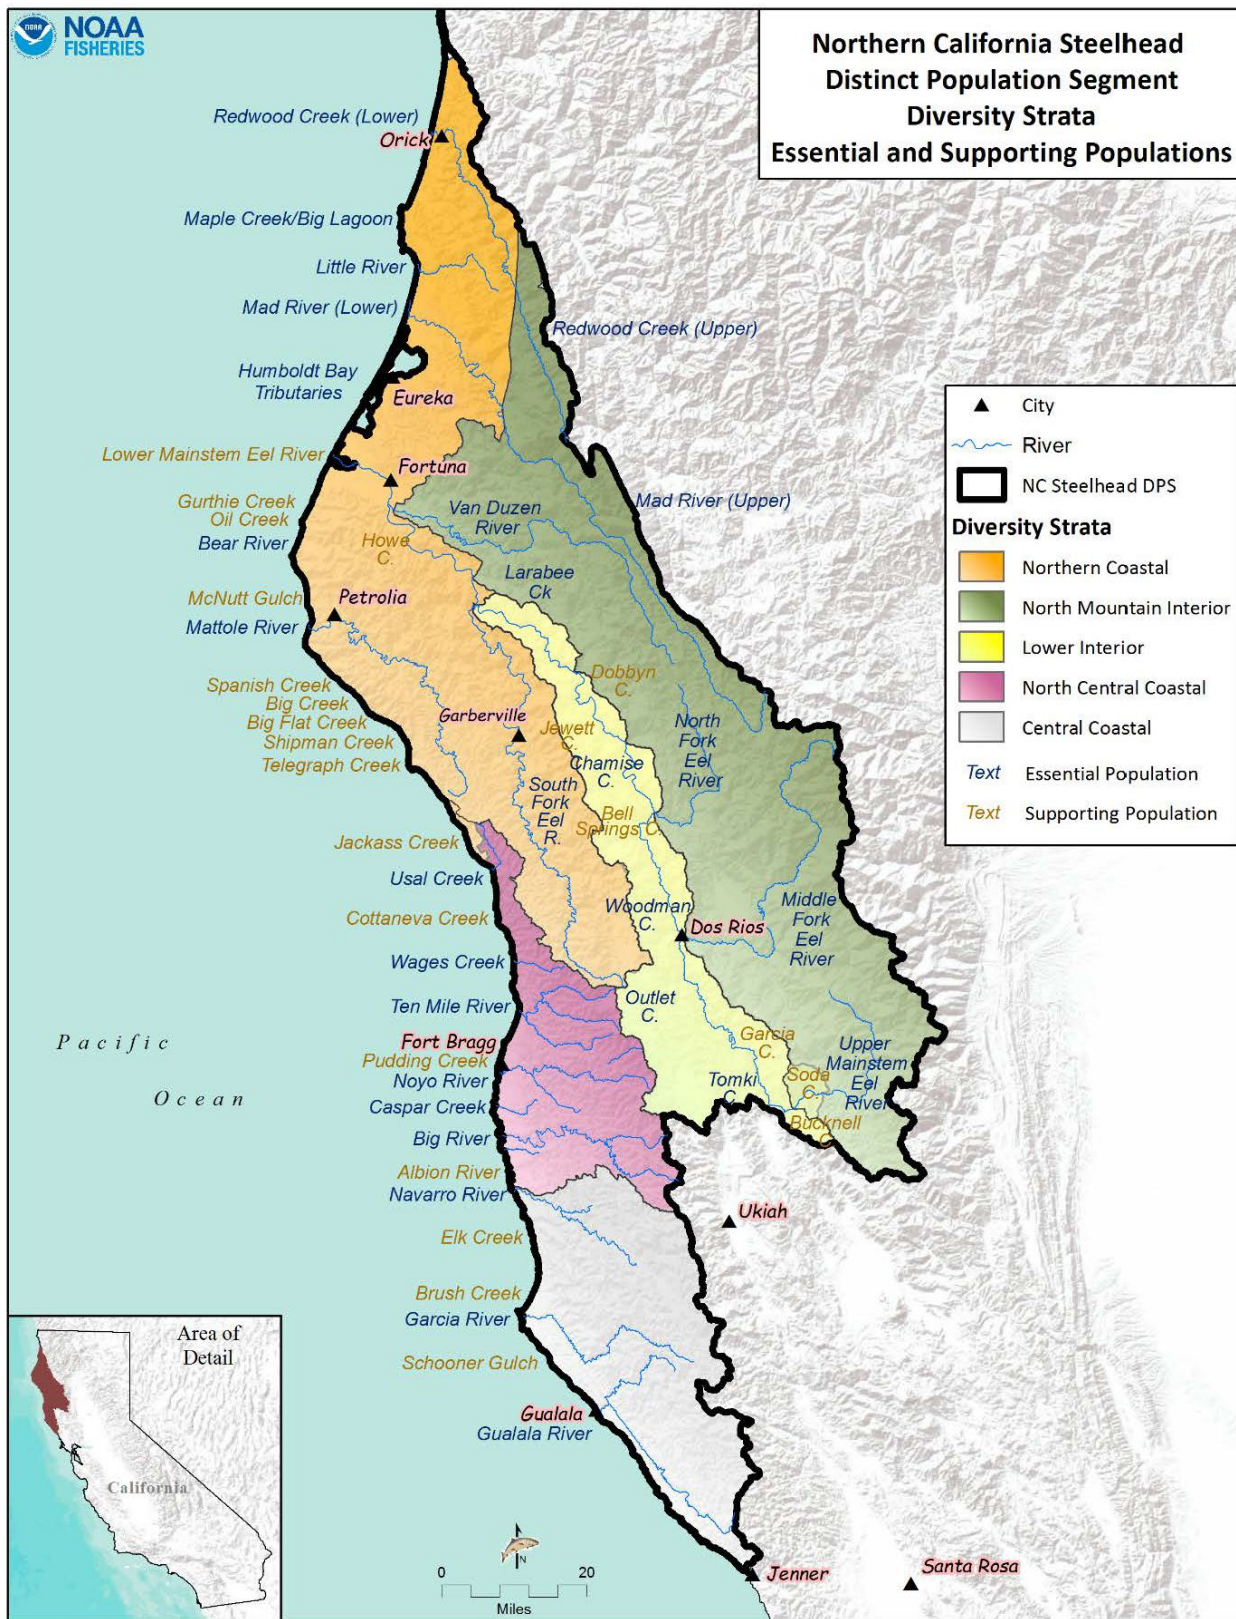 NOAA
FISHERIES
NOAA
Northern California Steelhead
Distinct Population Segment
Diversity Strata
Essential and Supporting Populations
Redwood Creek (Lower)
Orick
Maple Creek/Big Lagoon
Little River
Mad River (Lower)
Redwood Creek (Upper)
Humboldt Bay
Tributaries
Eureka
Lower Mainstem Eel River
Fortuna
Mad River (Upper)
Gurthie Creek
Oil Creek
Bear River
Van Duzen
River
Howe
C.
Larabee
Ck
McNutt Gulch
Petrolia
Mattole River
Dobbyn
C.
Spanish Creek
Big Creek
Big Flat Creek
Shipman Creek
Telegraph Creek
Garberville
Jewett
C.
Chamise
C.
North
Fork
Eel
River
South
Fork
Eel
R.
Bell
Springs C.
Jackass Creek
Usal Creek
Cottaneva Creek
Woodman
C.
Dos Rios
Middle
Fork
Eel
River
Wages Creek
Ten Mile River
Outlet
C.
Fort Bragg
Pudding Creek
Noyo River
Caspar Creek
Big River
Garcia
C.
Tomki
C.
Soda
C.
Upper
Mainstem
Eel
River
Bucknell
C.
Albion River
Navarro River
Ukiah
Elk Creek
Brush Creek
Garcia River
Schooner Gulch
Gualala
Gualala River
Jenner
Santa Rosa
Pacific
Ocean
City
River
NC Steelhead DPS
Diversity Strata
Northern Coastal
North Mountain Interior
Lower Interior
North Central Coastal
Central Coastal
Text Essential Population
Text Supporting Population
Area of
Detail
California
N
0 20
Miles